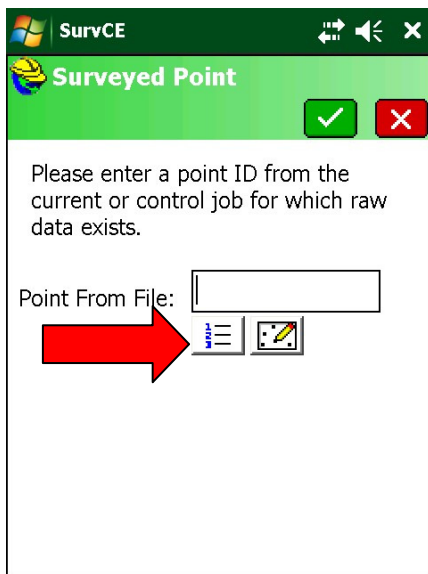 SurvCE
Surveyed Point
Please enter a point ID from the
current or control job for which raw
data exists.
Point From File: